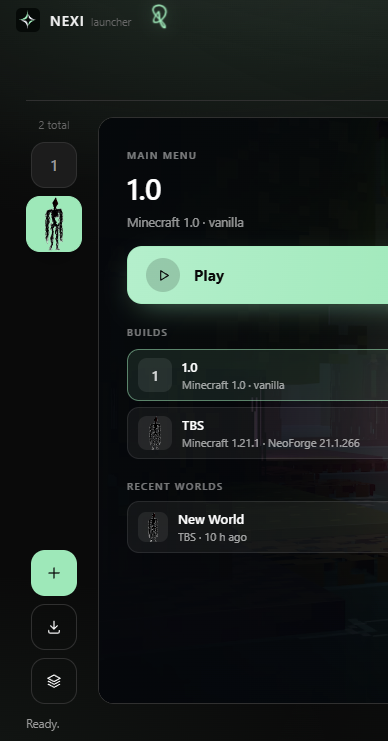 NEXI launcher
2 total
1
MAIN MENU
1.0
Minecraft 1.0 · vanilla
Play
BUILDS
1
1.0
Minecraft 1.0 · vanilla
TBS
Minecraft 1.21.1 · NeoForge 21.1.266
RECENT WORLDS
New World
TBS · 10 h ago
Ready.